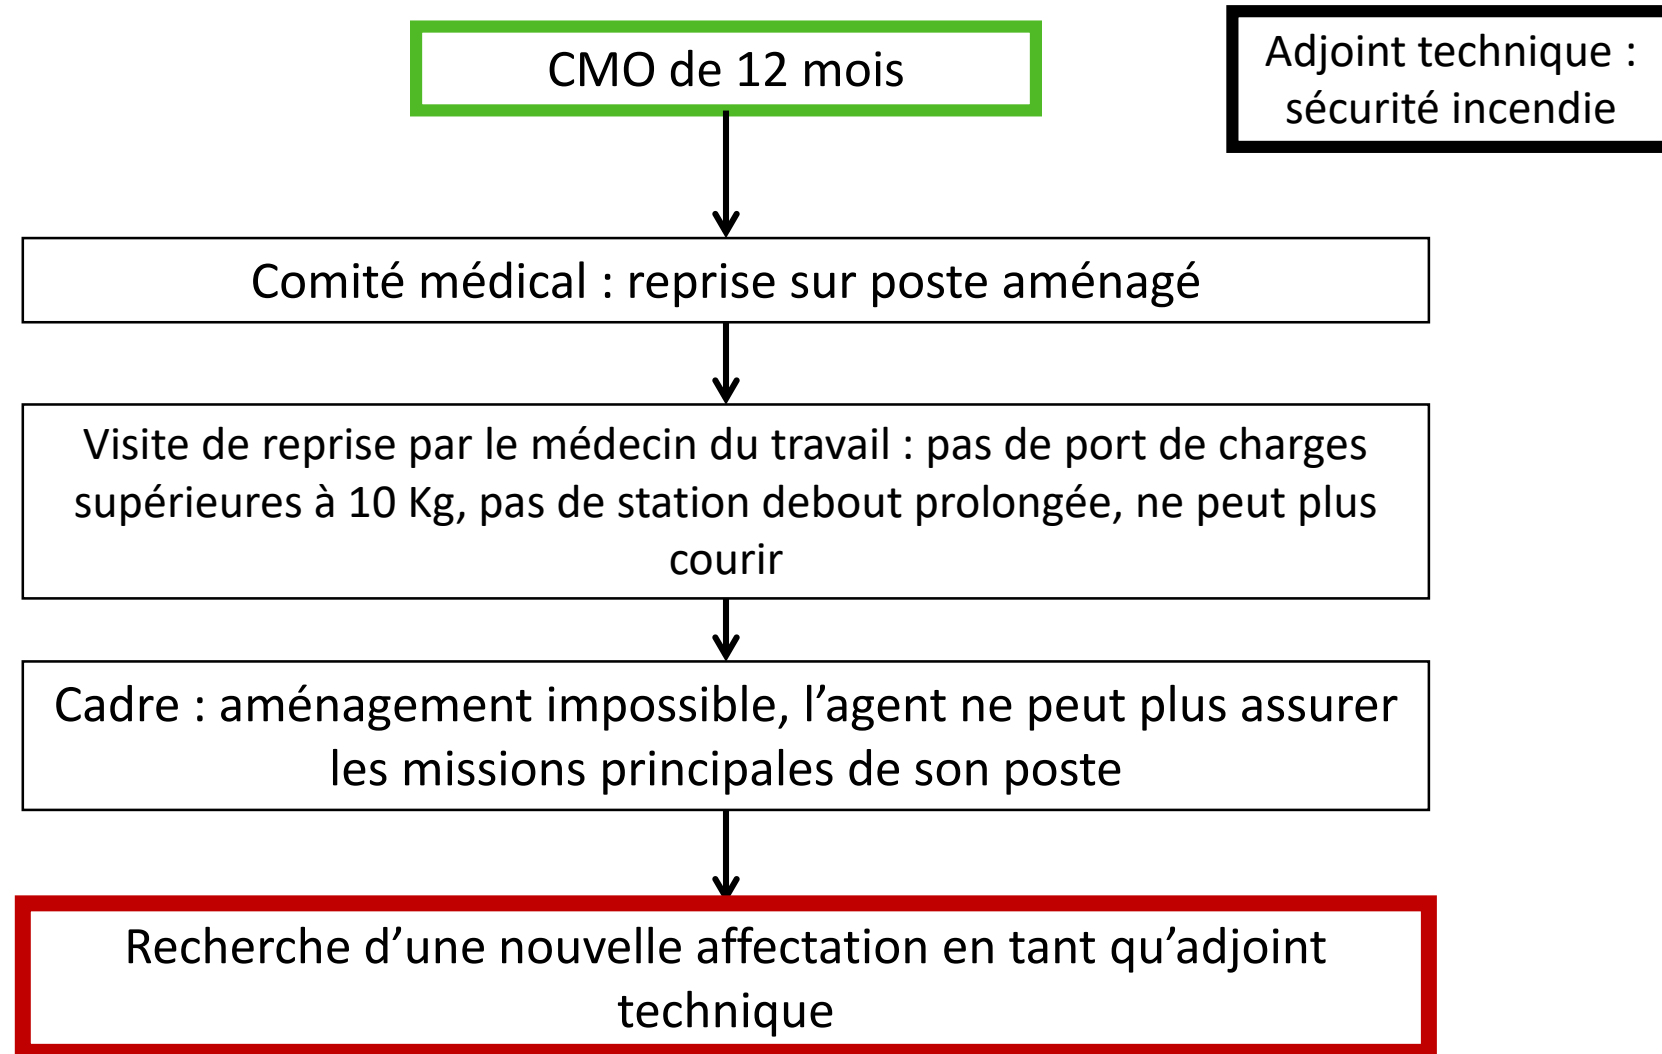 CMO de 12 mois
Adjoint technique :
sécurité incendie
Comité médical : reprise sur poste aménagé
Visite de reprise par le médecin du travail : pas de port de charges
supérieures à 10 Kg, pas de station debout prolongée, ne peut plus
courir
Cadre : aménagement impossible, l’agent ne peut plus assurer
les missions principales de son poste
Recherche d’une nouvelle affectation en tant qu’adjoint
technique